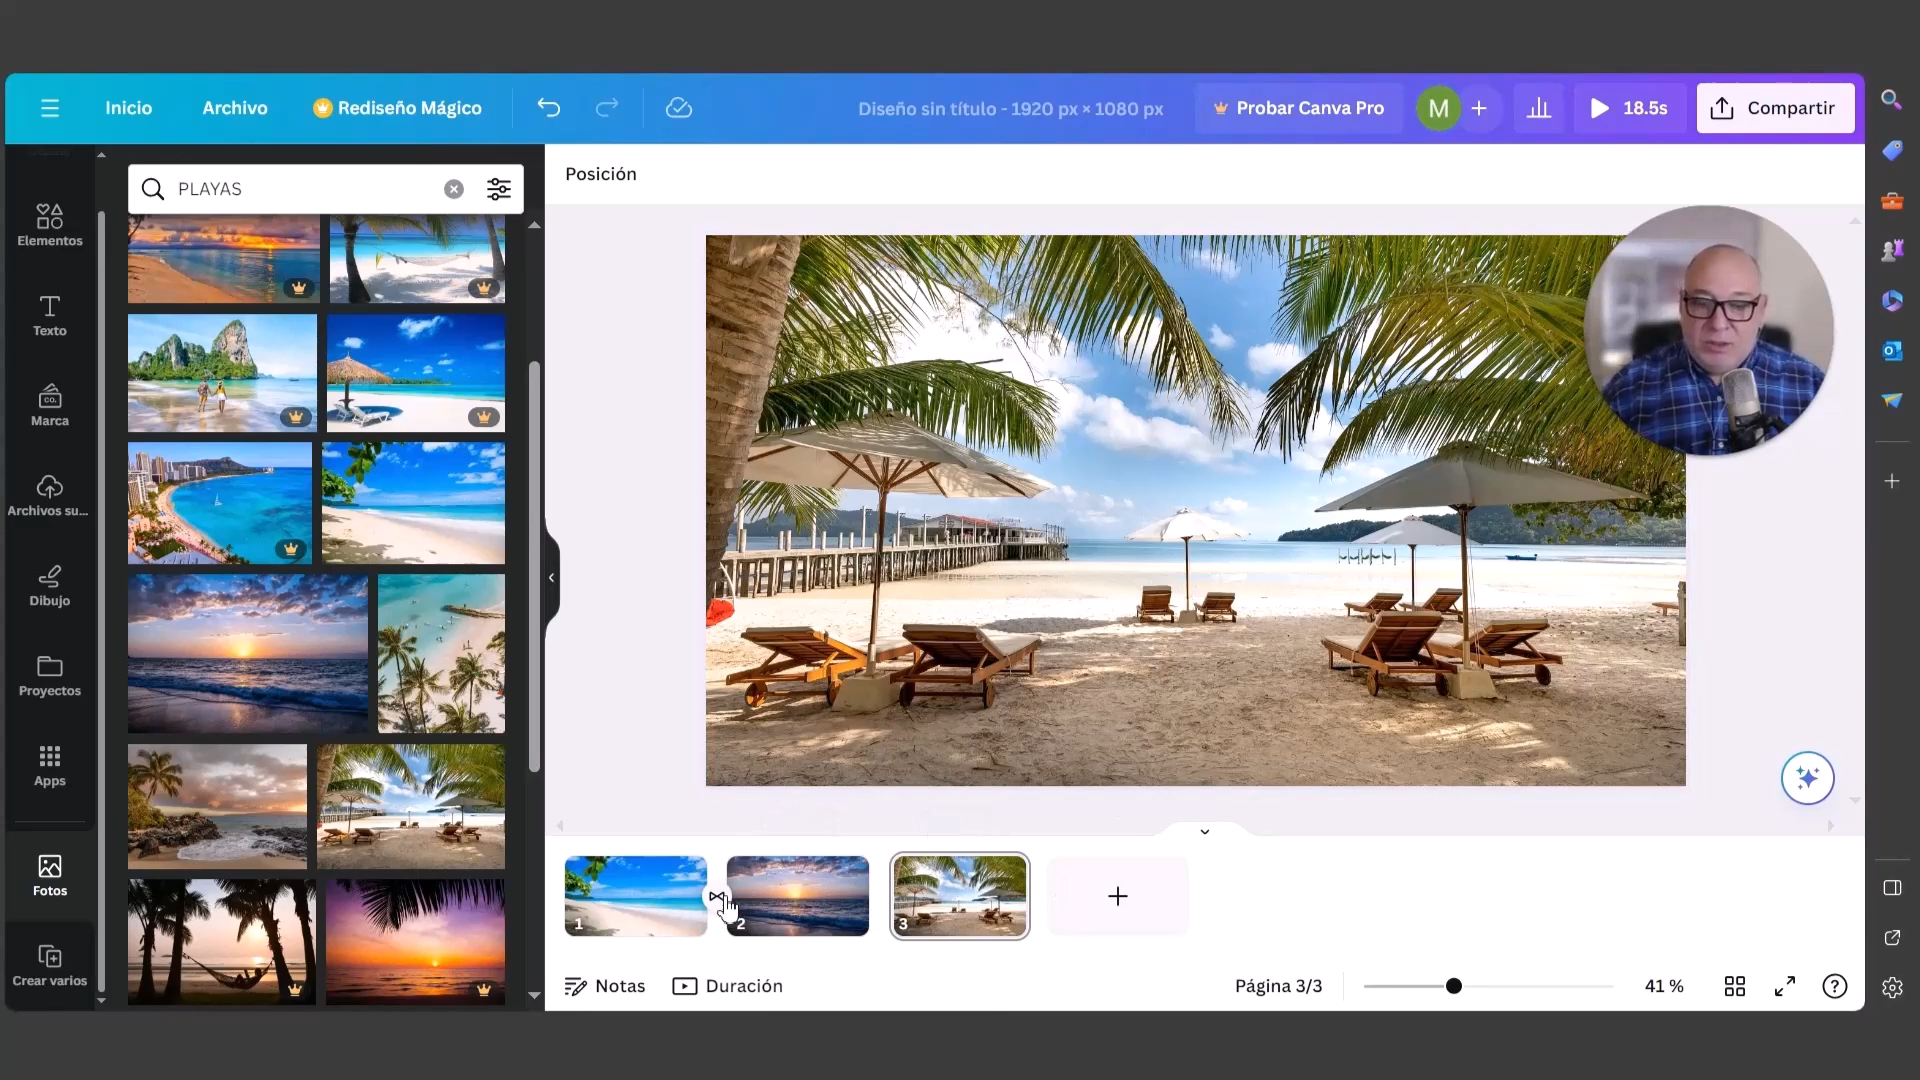 Inicio
Archivo
Rediseño Mágico
Diseño sin título - 1920 px × 1080 px
Probar Canva Pro
M
18.5s
Compartir
Elementos
Texto
CO.
Marca
Archivos su...
Dibujo
Proyectos
Apps
Fotos
Crear varios
PLAYAS
Posición
1
2
3
Notas
Duración
Página 3/3
41 %